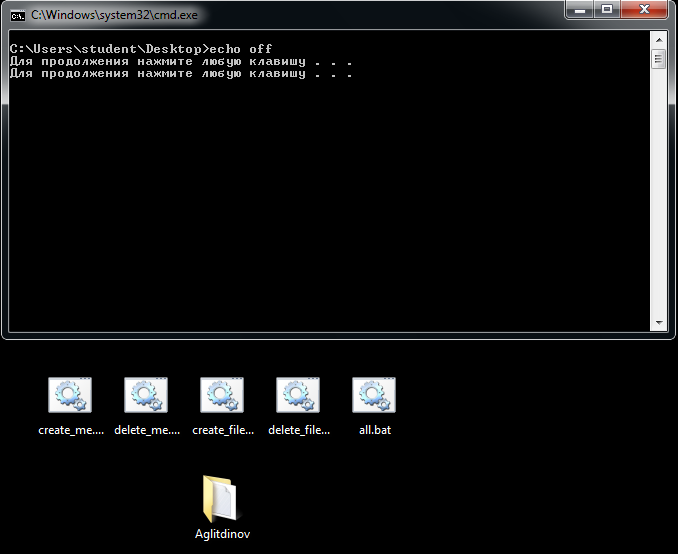 C:\Windows\system32\cmd.exe
C:\Users\student\Desktop>echo off
Для продолжения нажмите любую клавишу . . .
Для продолжения нажмите любую клавишу . . .
create_me.... delete_me.... create_file... delete_file... all.bat
Aglitdinov